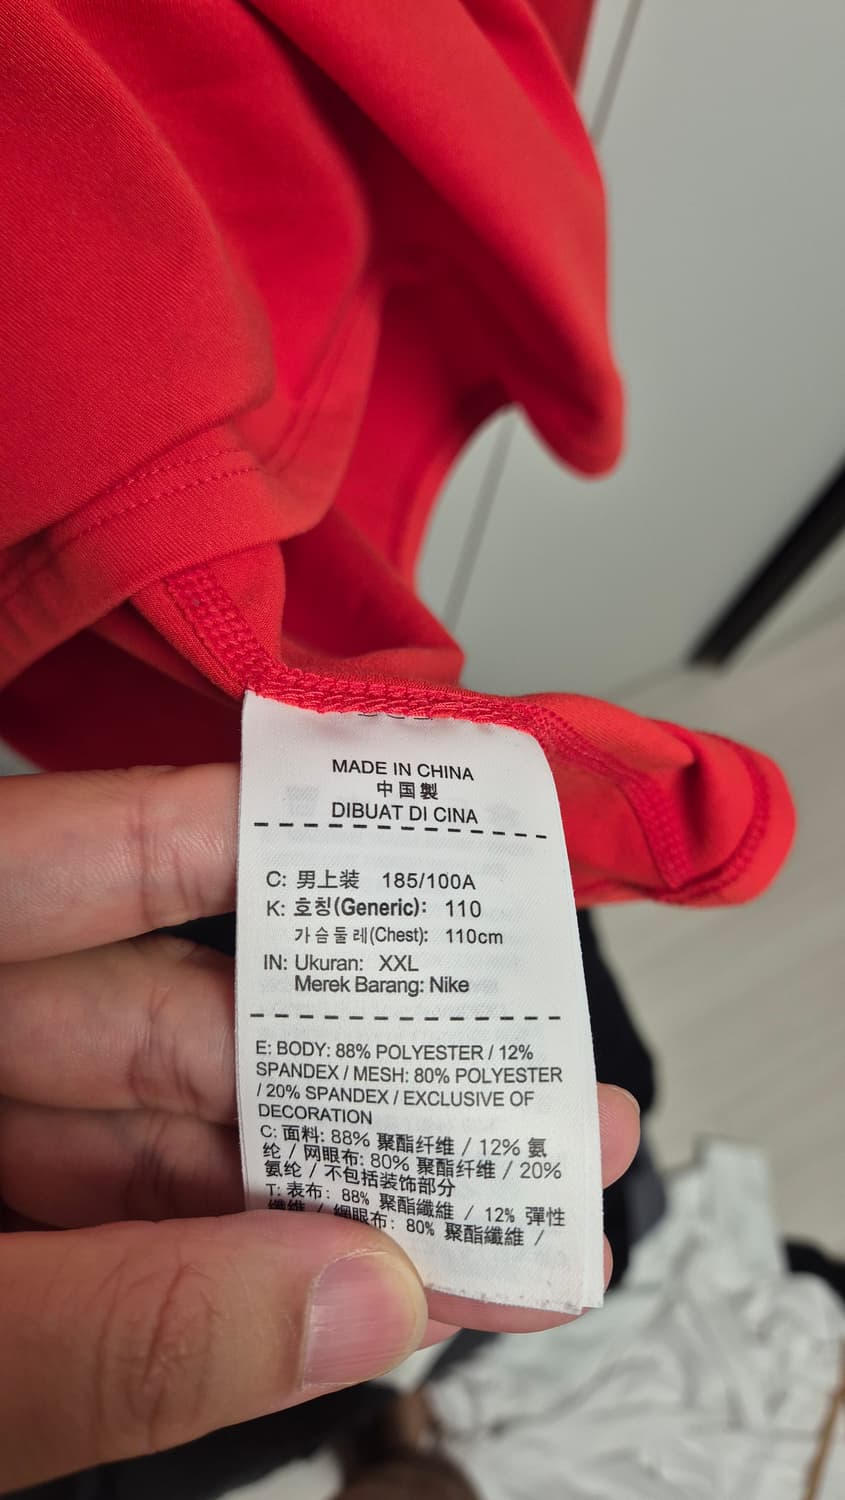 MADE IN CHINA
中国製
DIBUAT DI CINA
C: 男上装 185/100A
K: 호칭(Generic): 110
가슴둘레(Chest): 110cm
IN: Ukuran: XXL
Merek Barang: Nike
E: BODY: 88% POLYESTER / 12%
SPANDEX / MESH: 80% POLYESTER
/ 20% SPANDEX / EXCLUSIVE OF
DECORATION
C: 面料: 88% 聚酯纤维 / 12% 氨
纶 / 网眼布: 80% 聚酯纤维 / 20%
氨纶 / 不包括装饰部分
T: 表布: 88% 聚酯纖維 / 12% 彈性
纖維 / 網眼布: 80% 聚酯纖維 /